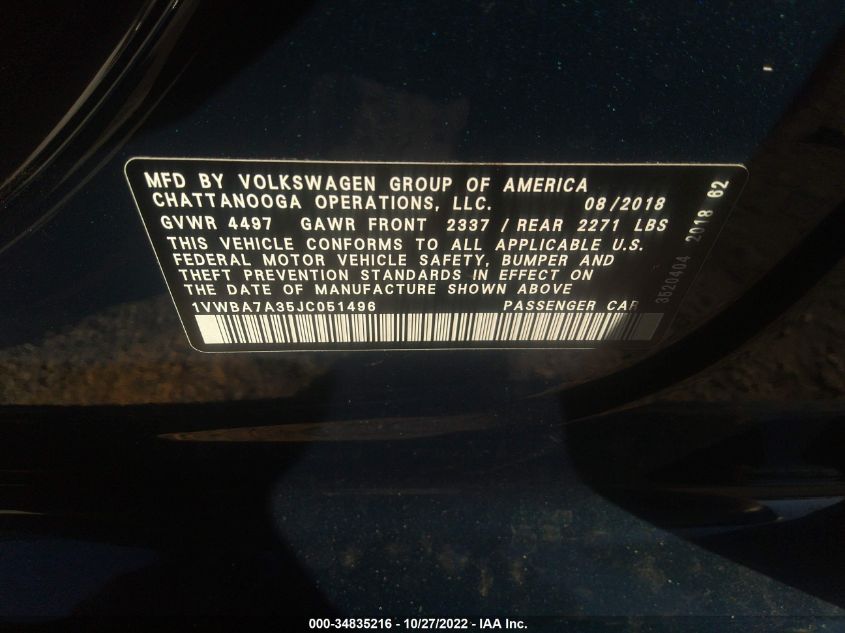 MFD BY VOLKSWAGEN GROUP OF AMERICA
CHATTANOOGA OPERATIONS, LLC. 08/2018
GVWR 4497 GAWR FRONT 2337 / REAR 2271 LBS
THIS VEHICLE CONFORMS TO ALL APPLICABLE U.S.
FEDERAL MOTOR VEHICLE SAFETY, BUMPER AND
THEFT PREVENTION STANDARDS IN EFFECT ON
THE DATE OF MANUFACTURE SHOWN ABOVE
1VWBA7A35JC051496 PASSENGER CAR
3520404 2018 62
000-34835216 - 10/27/2022 - IAA Inc.